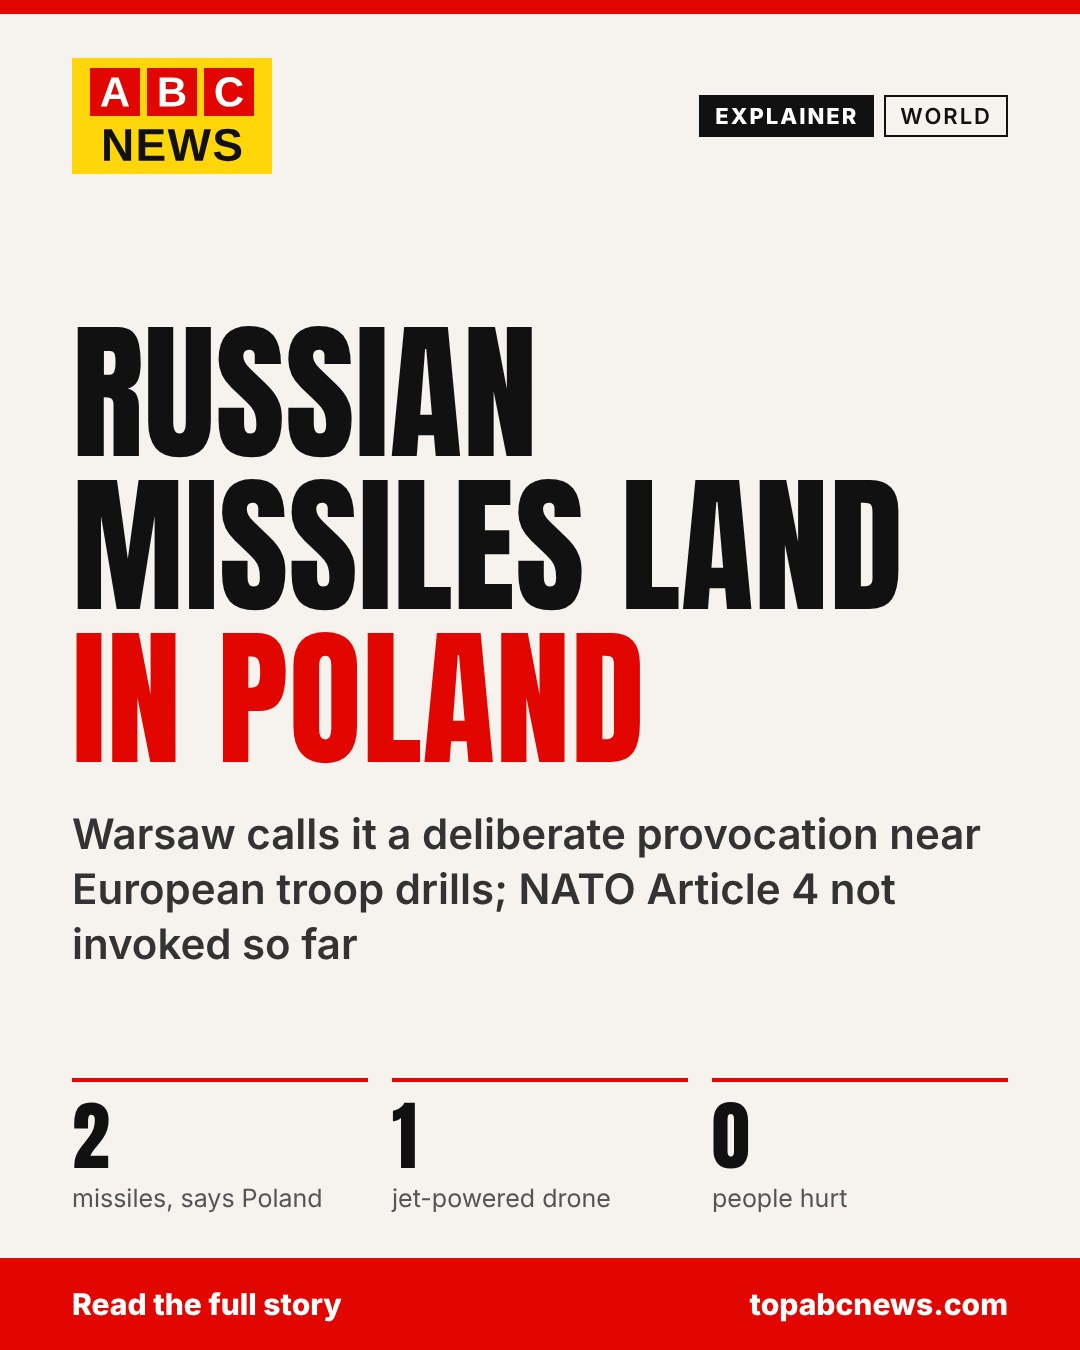 ABC
NEWS
EXPLAINER
WORLD
RUSSIAN
MISSILES LAND
IN POLAND
Warsaw calls it a deliberate provocation near
European troop drills; NATO Article 4 not
invoked so far
2
missiles, says Poland
1
jet-powered drone
0
people hurt
Read the full story
topabcnews.com